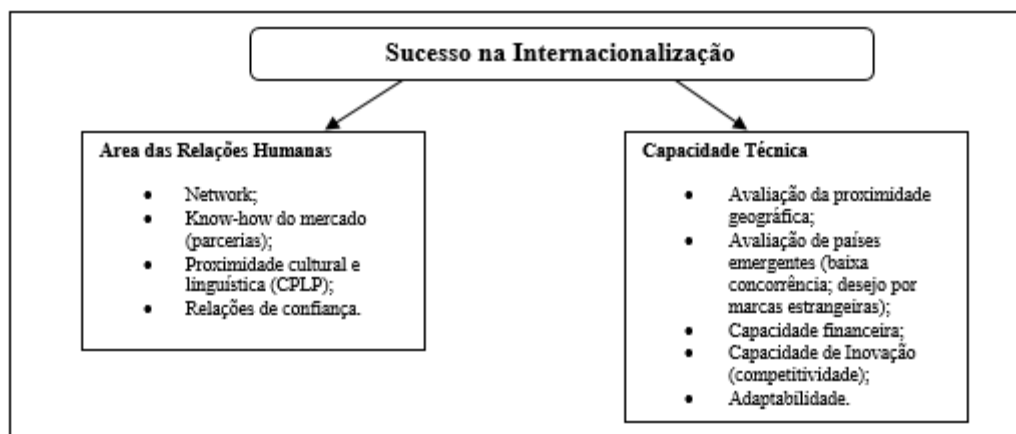 Sucesso na Internacionalização
Area das Relações Humanas
• Network;
• Know-how do mercado
(parcerias);
• Proximidade cultural e
linguística (CPLP);
• Relações de confiança.
Capacidade Técnica
• Avaliação da proximidade
geográfica;
• Avaliação de países
emergentes (baixa
concorrência; desejo por
marcas estrangeiras);
• Capacidade financeira;
• Capacidade de Inovação
(competitividade);
• Adaptabilidade.